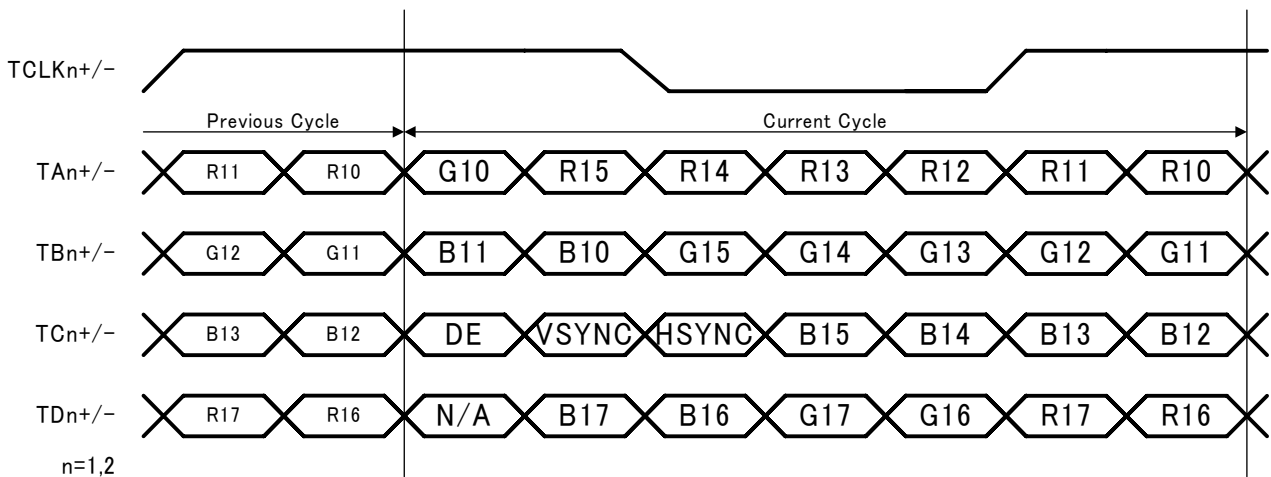 TCLKn+/-
Previous Cycle Current Cycle
TAn+/- R11 R10 G10 R15 R14 R13 R12 R11 R10
TBn+/- G12 G11 B11 B10 G15 G14 G13 G12 G11
TCn+/- B13 B12 DE VSYNC HSYNC B15 B14 B13 B12
TDn+/- R17 R16 N/A B17 B16 G17 G16 R17 R16
n=1,2